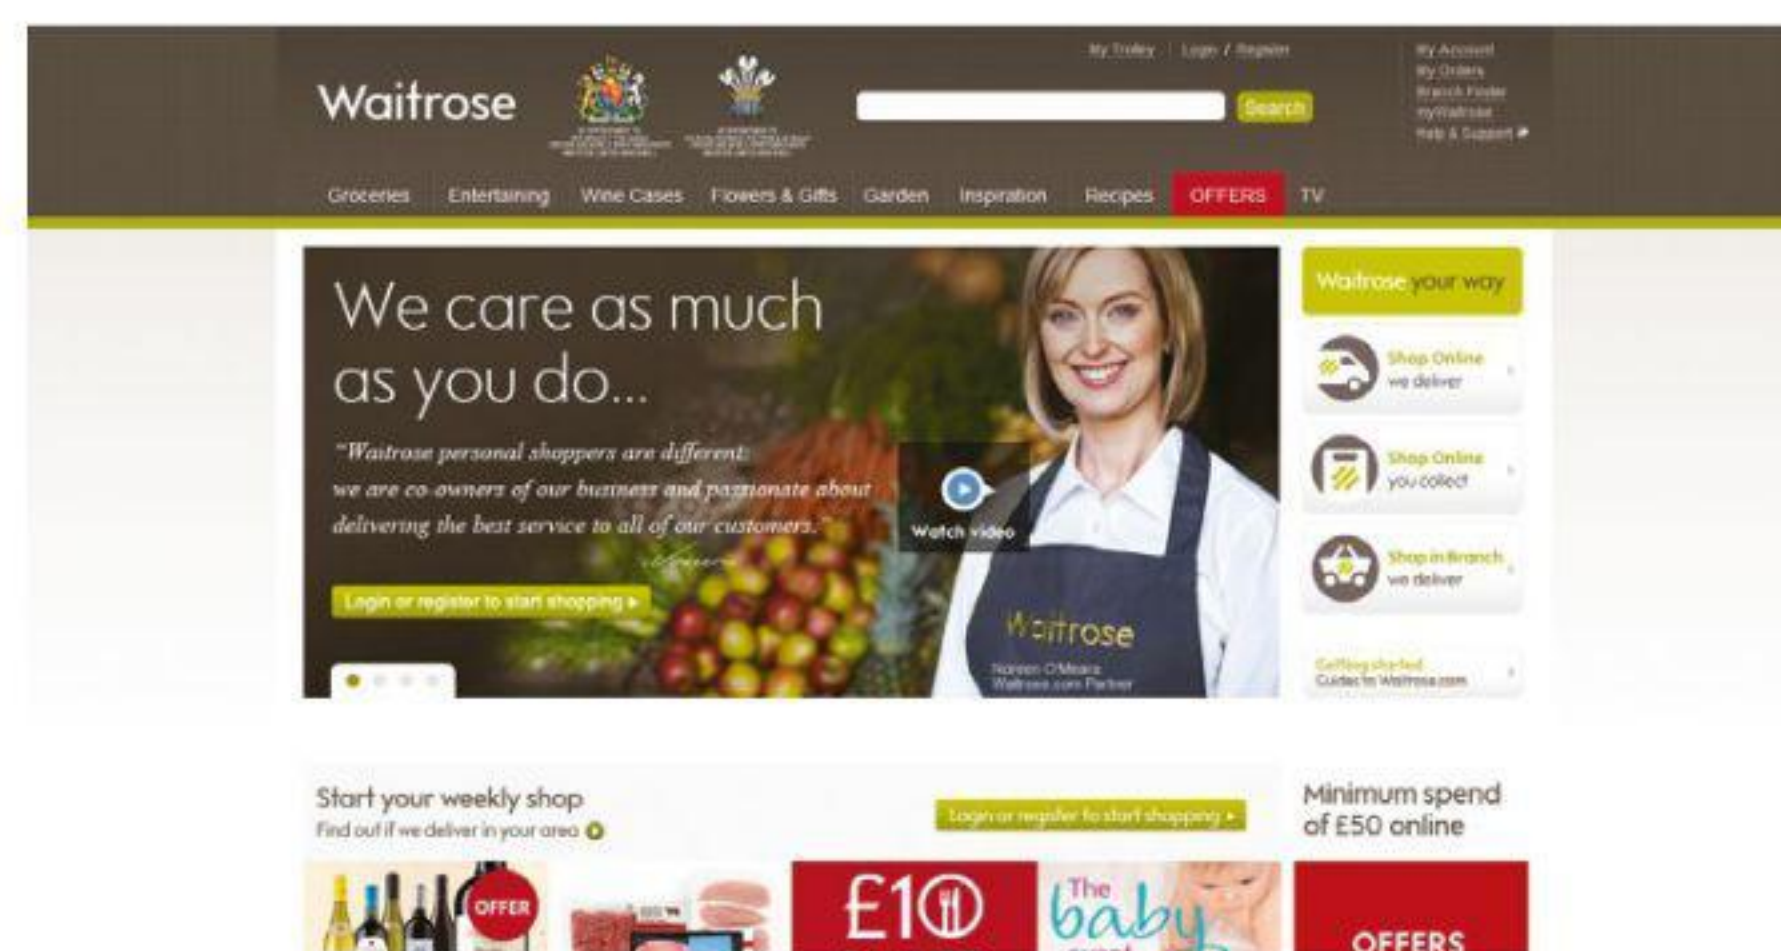 My Trolley
Login / Register
My Account
My Orders
Branch Finder
myWaitrose
Help & Support
Waitrose
Search
Groceries
Entertaining
Wine Cases
Flowers & Gifts
Garden
Inspiration
Recipes
OFFERS
TV
We care as much
as you do...
"Waitrose personal shoppers are different:
we are co-owners of our business and passionate about
delivering the best service to all of our customers."
Login or register to start shopping
Watch video
Waitrose
Noreen O'Meara
Waitrose.com Partner
Waitrose your way
Shop Online
we deliver
Shop Online
you collect
Shop in Branch
we deliver
Getting started
Guides to Waitrose.com
Start your weekly shop
Find out if we deliver in your area
Login or register to start shopping
Minimum spend
of £50 online
OFFER
£10
The
baby
event
OFFERS